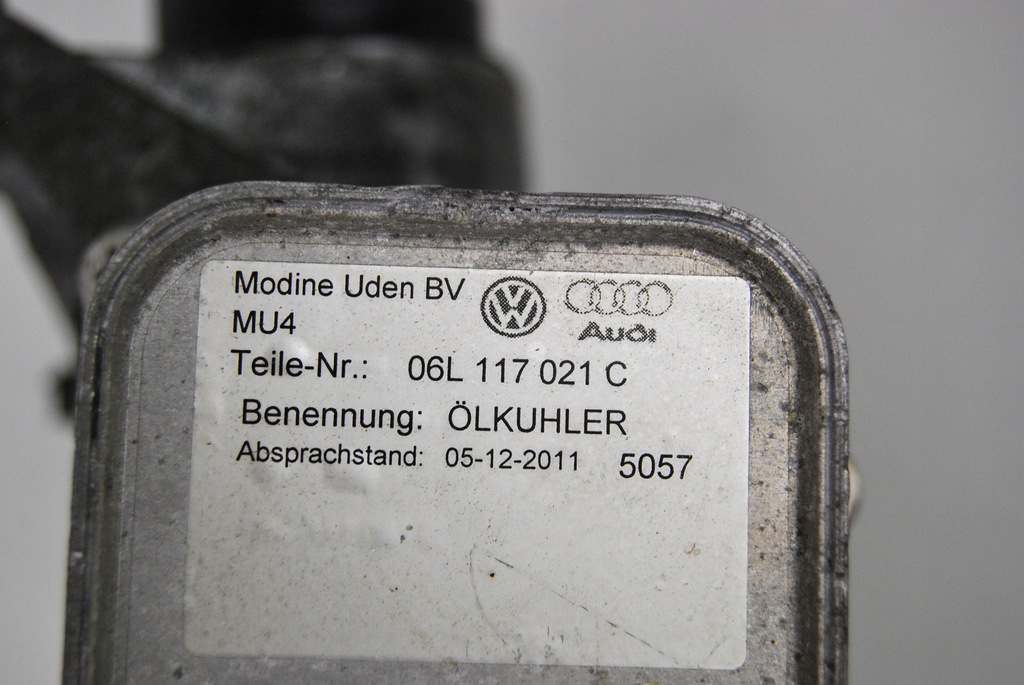 Modine Uden BV
MU4
Audi
Teile-Nr.: 06L 117 021 C
Benennung: ÖLKUHLER
Absprachstand: 05-12-2011 5057